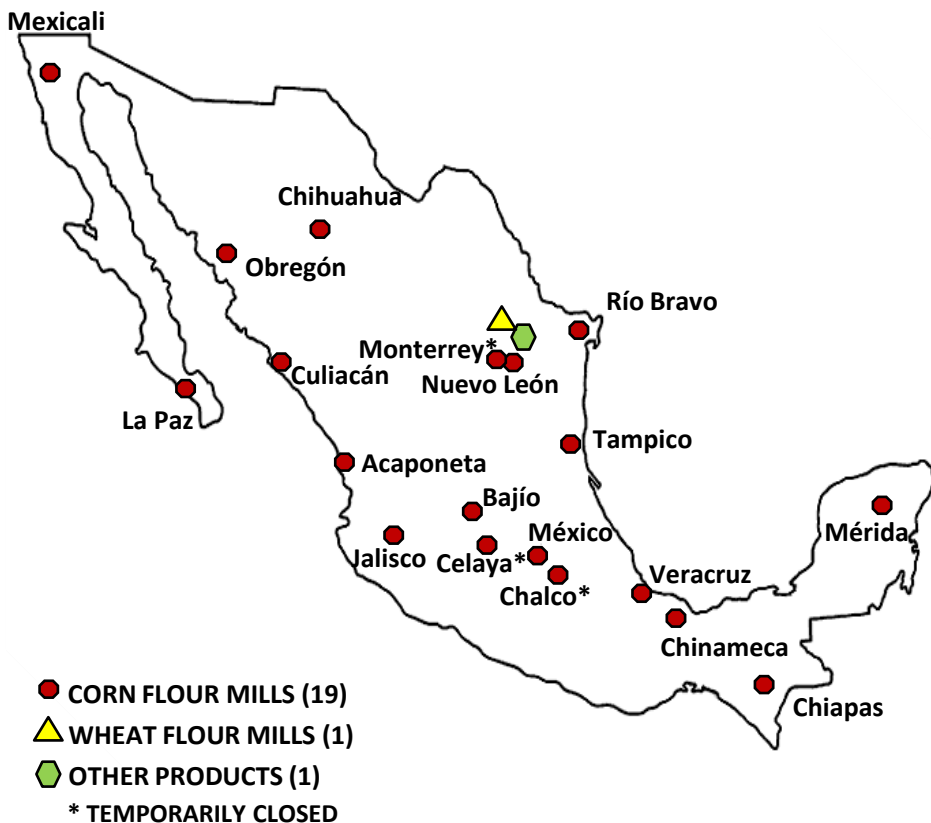 Mexicali
Chihuahua
Obregón
Río Bravo
Monterrey*
Culiacán
Nuevo León
La Paz
Tampico
Acaponeta
Bajío
México
Mérida
Jalisco
Celaya*
Veracruz
Chalco*
Chinameca
Chiapas
CORN FLOUR MILLS (19)
WHEAT FLOUR MILLS (1)
OTHER PRODUCTS (1)
* TEMPORARILY CLOSED